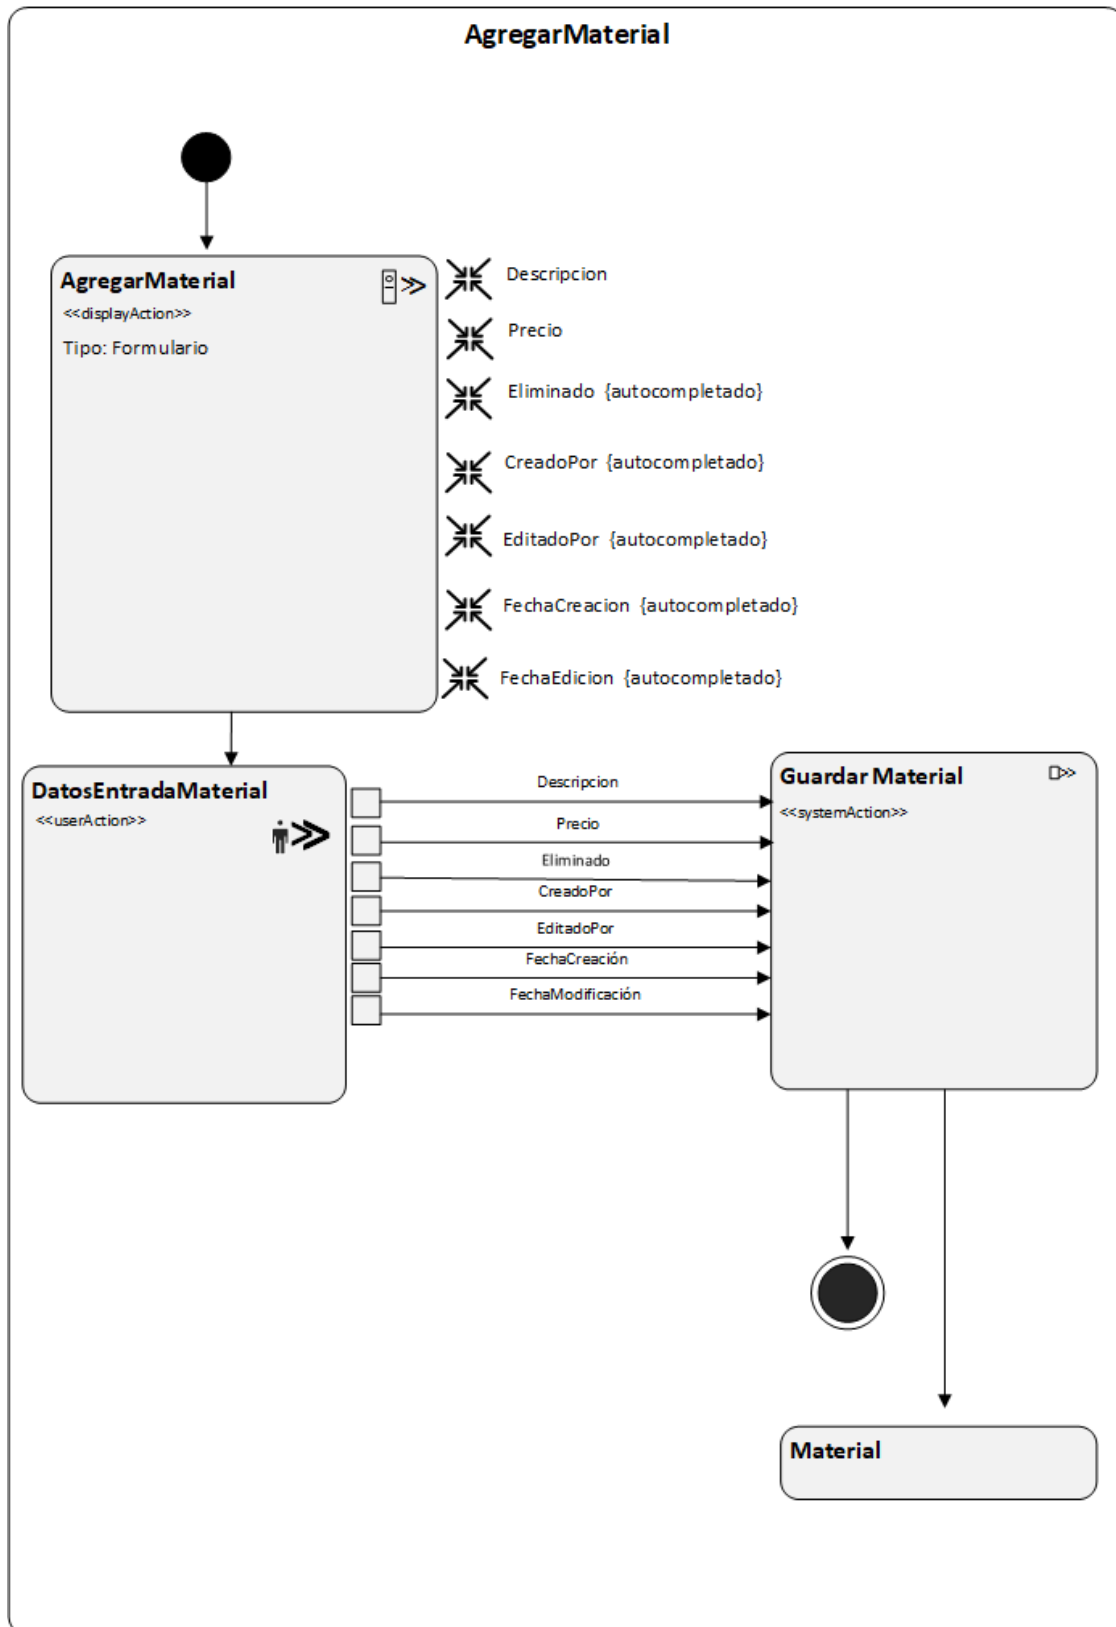 AgregarMaterial
AgregarMaterial
<<displayAction>>
Tipo: Formulario
Descripcion
Precio
Eliminado {autocompletado}
CreadoPor {autocompletado}
EditadoPor {autocompletado}
FechaCreacion {autocompletado}
FechaEdicion {autocompletado}
DatosEntradaMaterial
<<userAction>>
Descripcion
Precio
Eliminado
CreadoPor
EditadoPor
FechaCreación
FechaModificación
Guardar Material
<<systemAction>>
Material